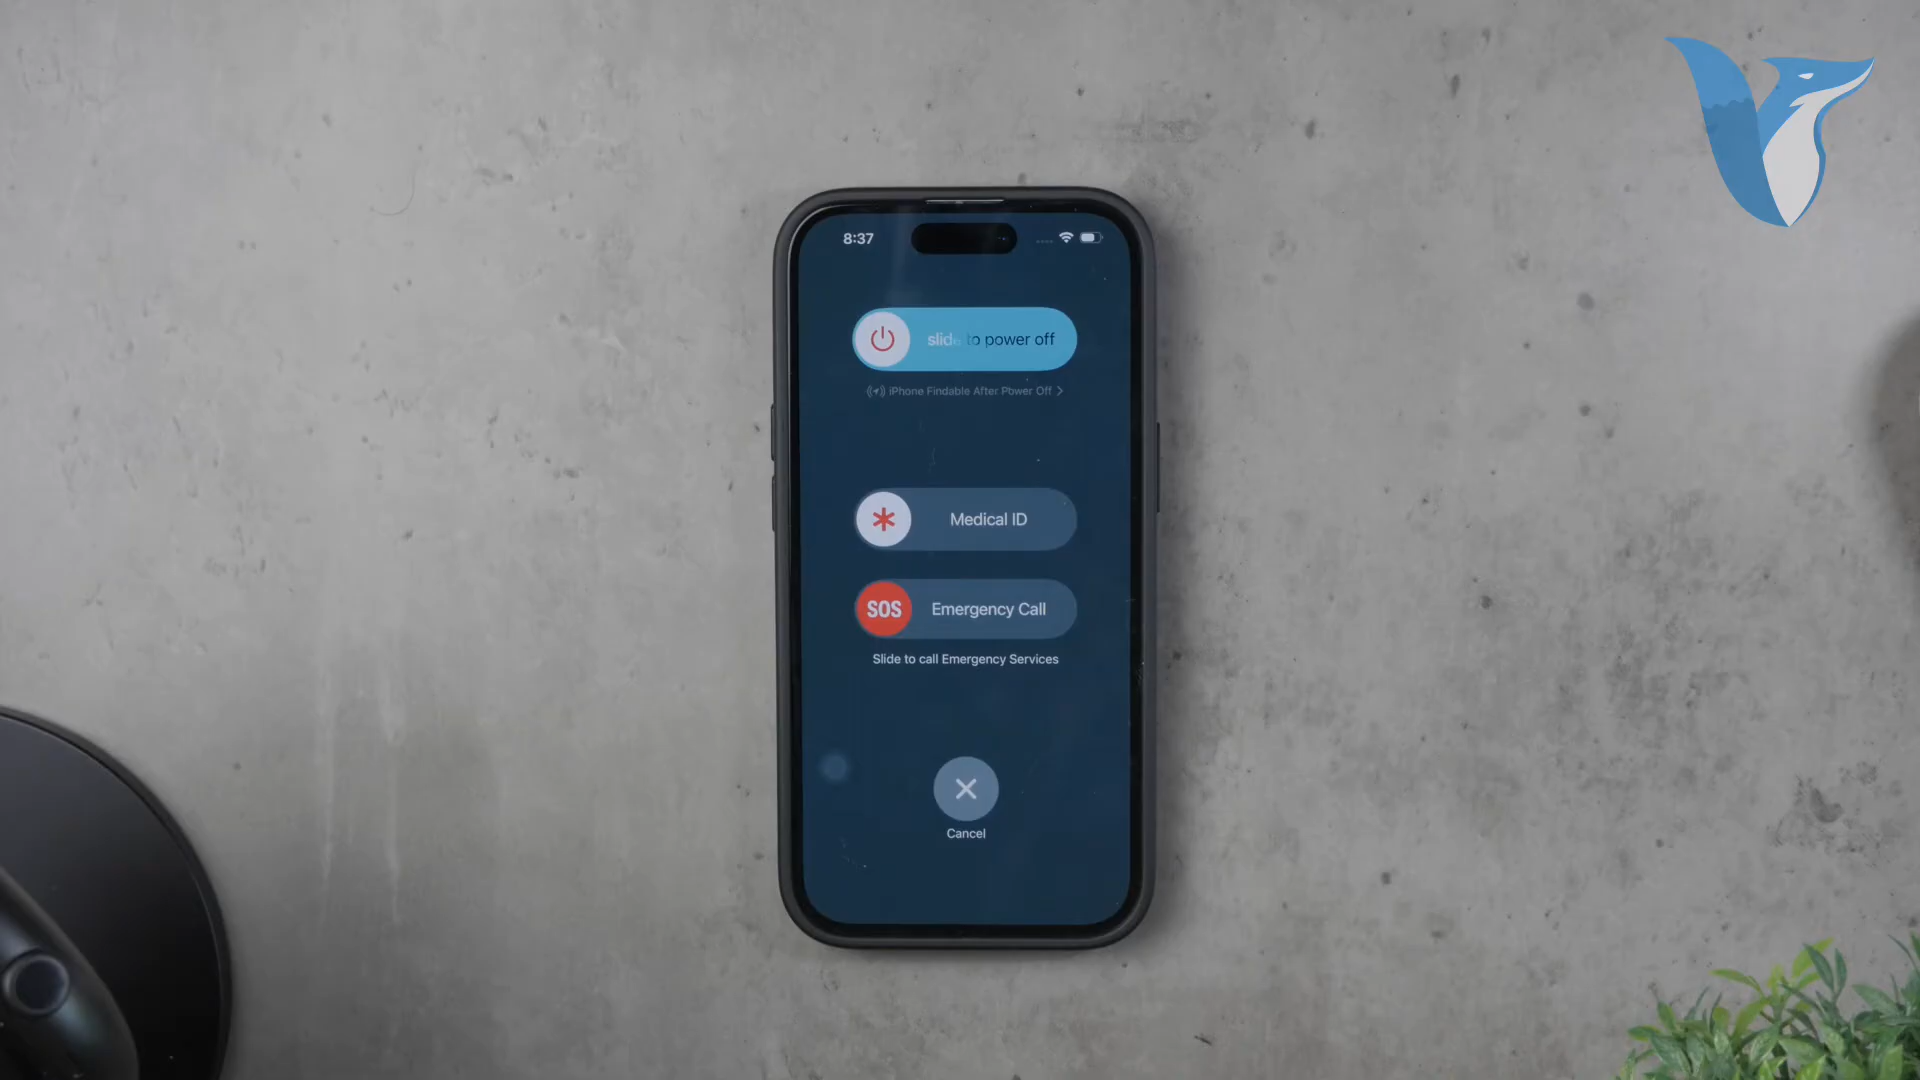 8:37
slide to power off
iPhone Findable After Power Off
Medical ID
SOS Emergency Call
Slide to call Emergency Services
Cancel